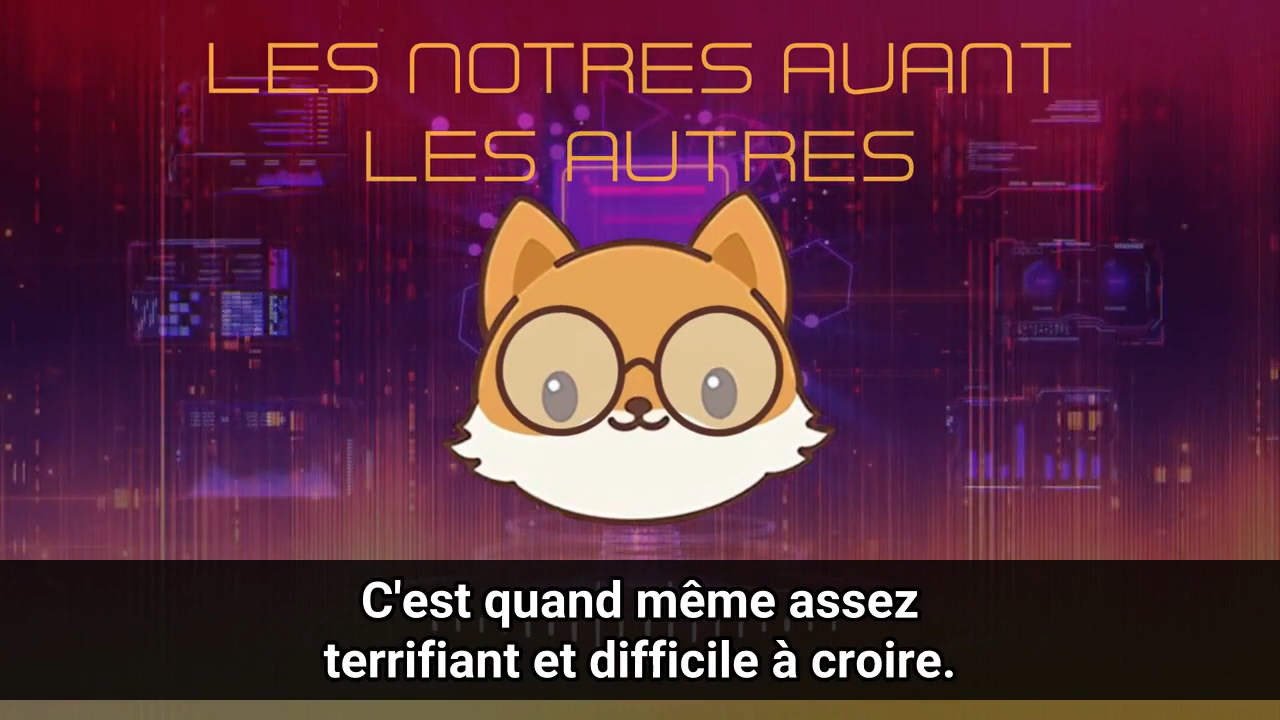 LES NOTRES AVANT
LES AUTRES
C'est quand même assez
terrifiant et difficile à croire.